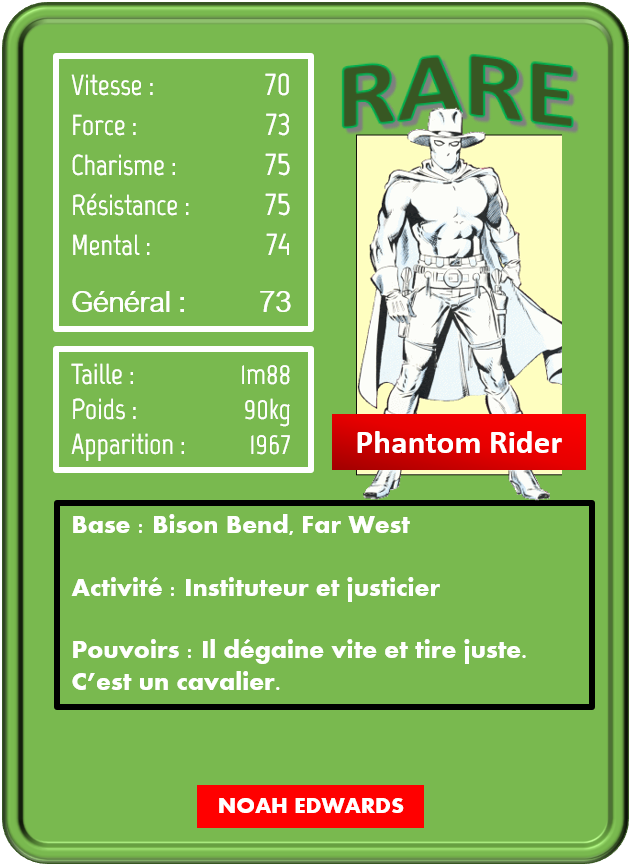 Vitesse : 70
Force : 73
Charisme : 75
Résistance : 75
Mental : 74
Général : 73
RARE
Taille : 1m88
Poids : 90kg
Apparition : 1967
Phantom Rider
Base : Bison Bend, Far West
Activité : Instituteur et justicier
Pouvoirs : Il dégaine vite et tire juste.
C’est un cavalier.
NOAH EDWARDS